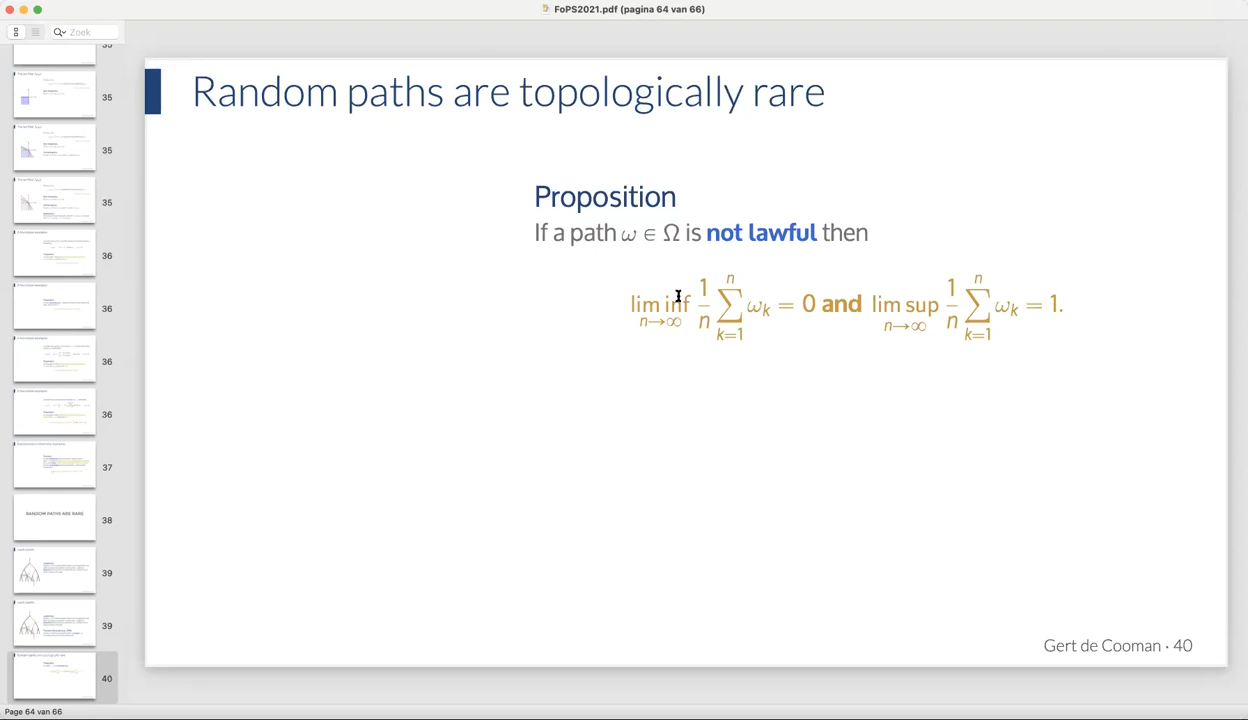 FoPS2021.pdf (pagina 64 van 66)
Zoek
35
35
35
35
36
36
36
36
37
RANDOM PATHS ARE RARE
38
39
39
40
Random paths are topologically rare
Proposition
If a path ω ∈ Ω is not lawful then
lim inf_{n→∞} 1/n ∑_{k=1}^{n} ω_k = 0 and lim sup_{n→∞} 1/n ∑_{k=1}^{n} ω_k = 1.
Gert de Cooman · 40
Page 64 van 66